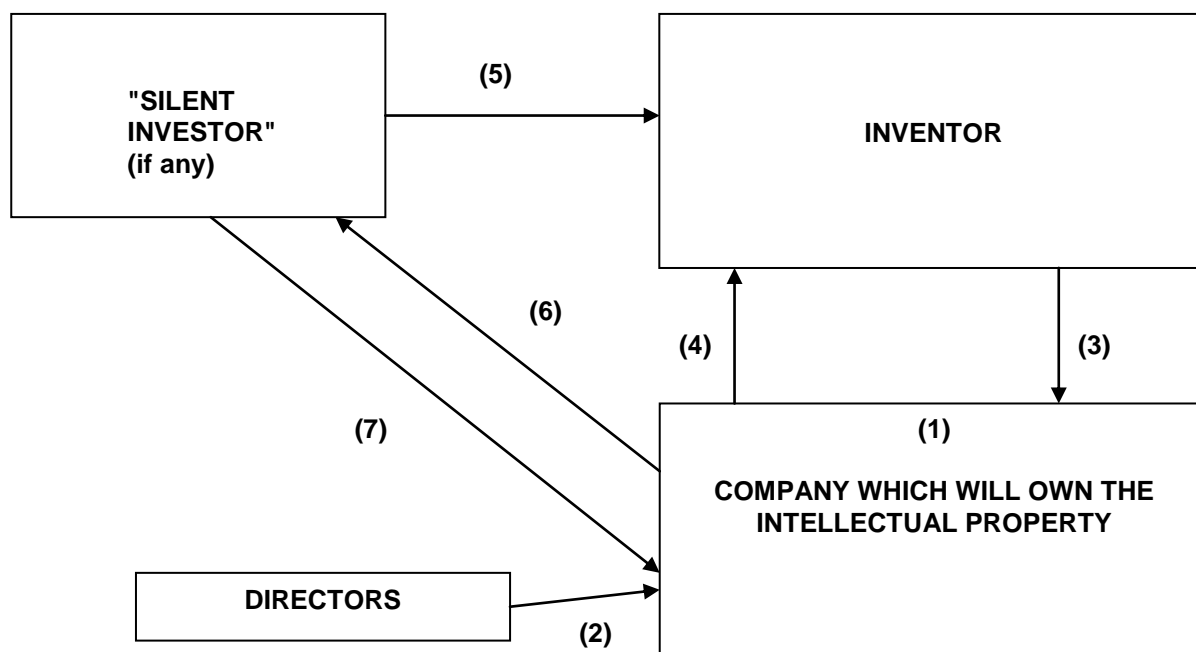 (5)
"SILENT
INVESTOR"
(if any)
INVENTOR
(6)
(4)
(3)
(7)
(1)
COMPANY WHICH WILL OWN THE
INTELLECTUAL PROPERTY
DIRECTORS
(2)